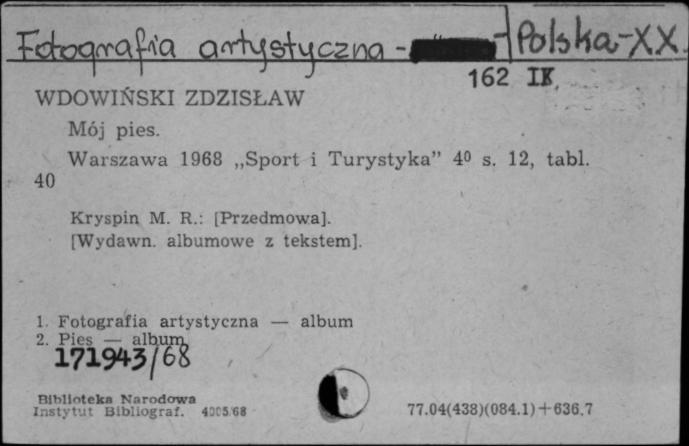 Fotografia artystyczna - - Polska-XX.
162 IK
WDOWIŃSKI ZDZISŁAW
Mój pies.
Warszawa 1968 „Sport i Turystyka” 4⁰ s. 12, tabl.
40
Kryspin M. R.: [Przedmowa].
[Wydawn. albumowe z tekstem].
1. Fotografia artystyczna — album
2. Pies — album
171943/68
Biblioteka Narodowa
Instytut Bibliograf. 4005/68
77.04(438)(084.1)+636.7